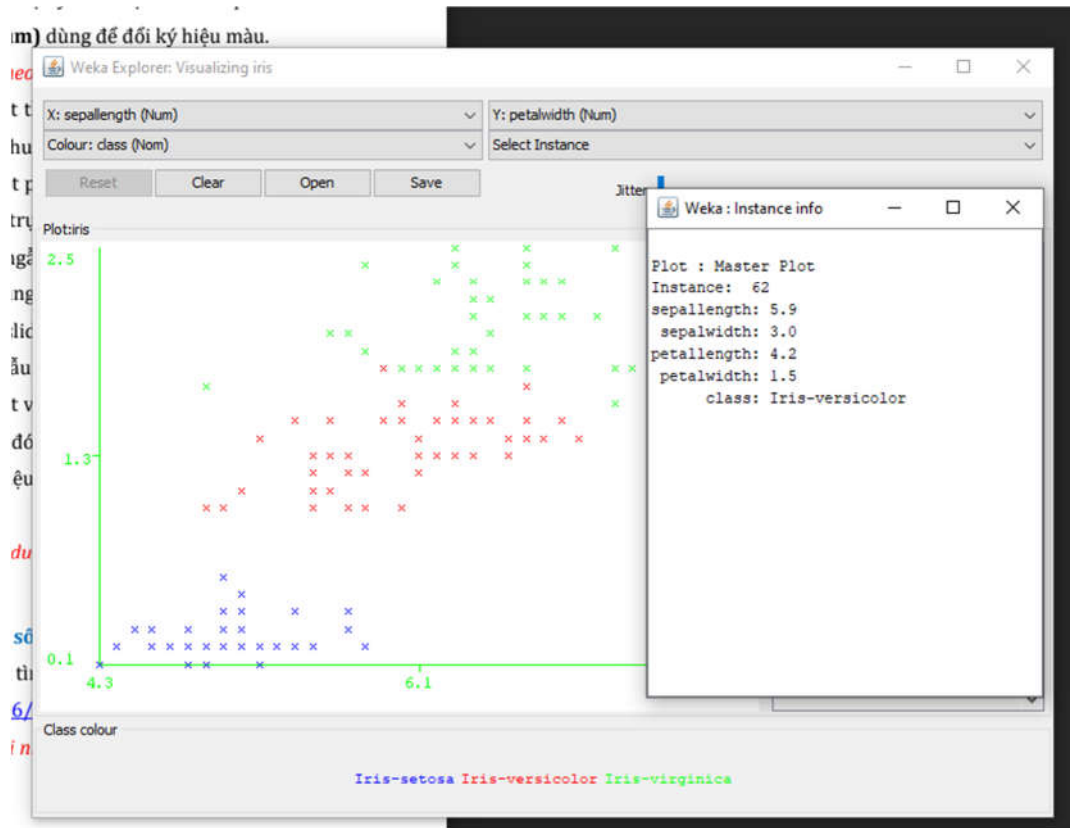 m) dùng để đổi ký hiệu màu.
Weka Explorer: Visualizing iris
X: sepallength (Num)
Y: petalwidth (Num)
Colour: class (Nom)
Select Instance
Reset
Clear
Open
Save
Jitter
Plot:iris
2.5
1.3
0.1
4.3
6.1
Weka : Instance info
Plot : Master Plot
Instance: 62
sepallength: 5.9
sepalwidth: 3.0
petallength: 4.2
petalwidth: 1.5
class: Iris-versicolor
Class colour
Iris-setosa Iris-versicolor Iris-virginica